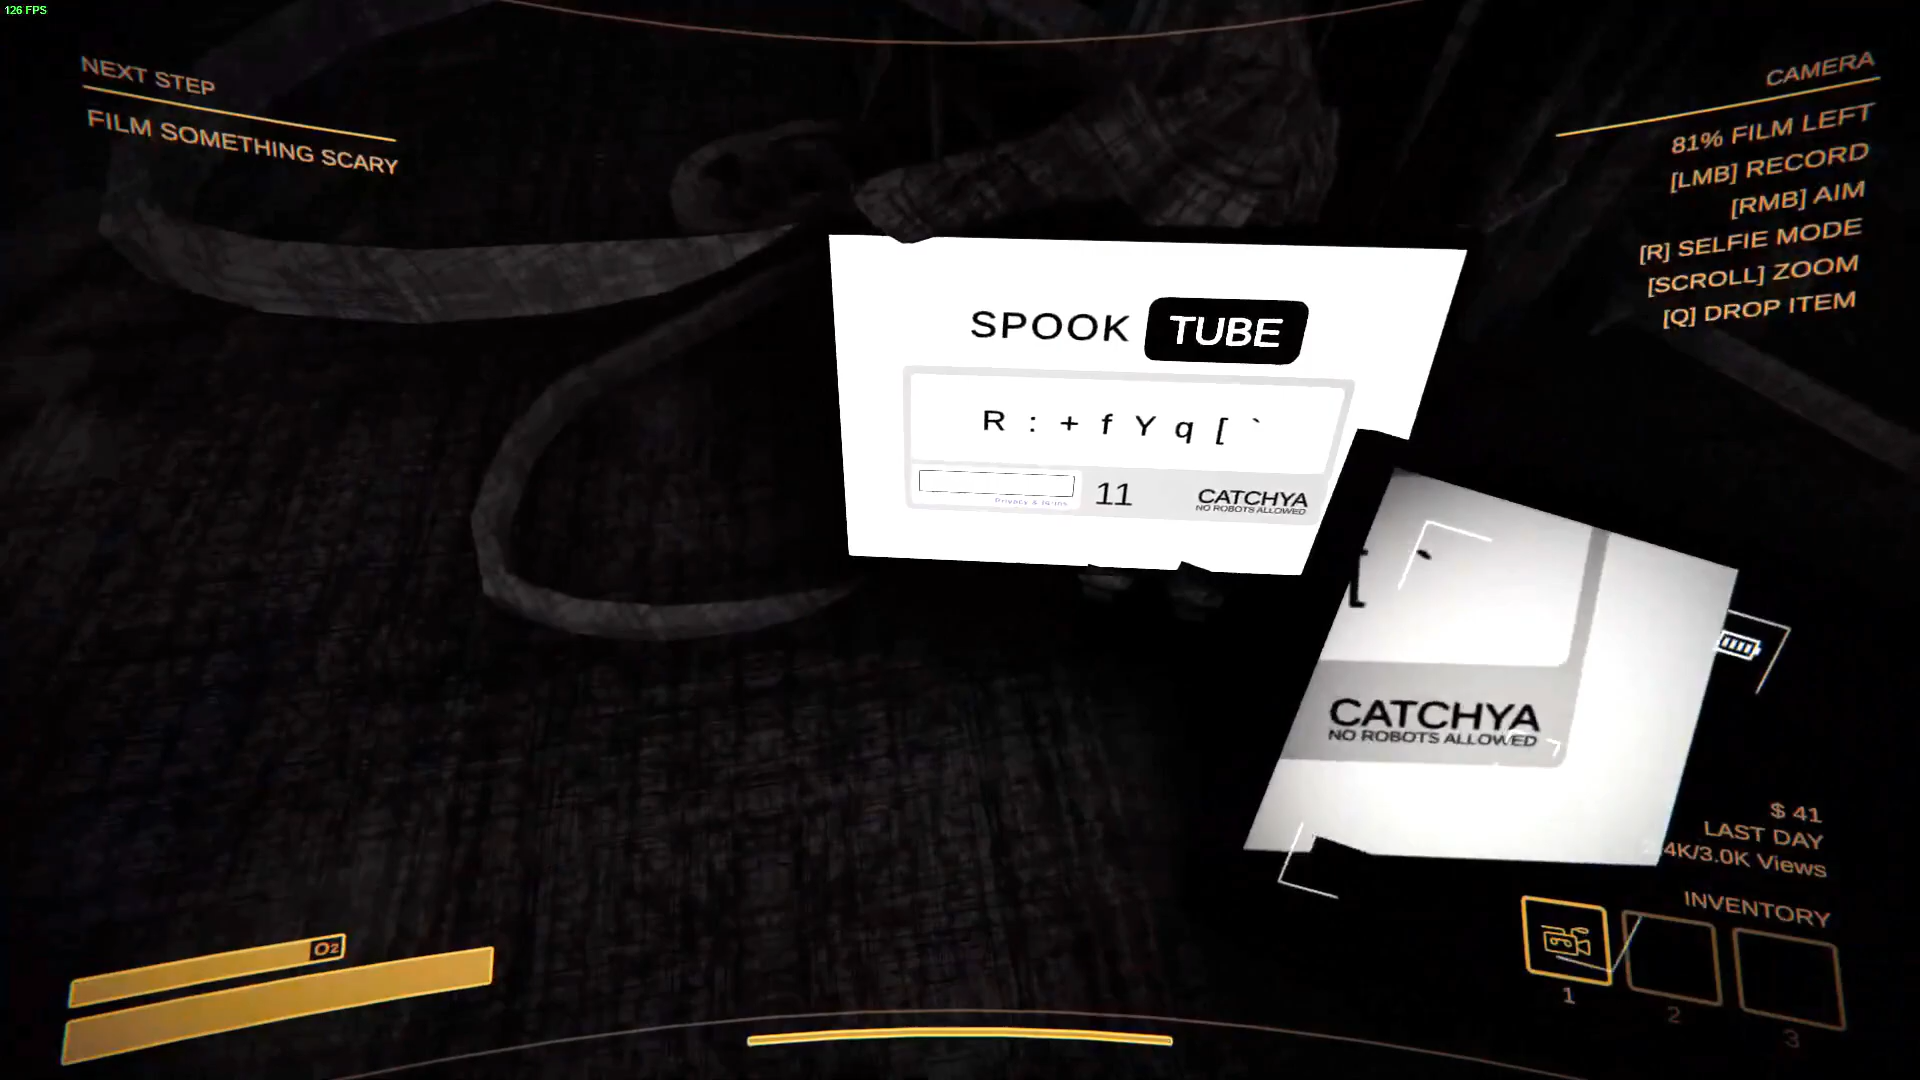 126 FPS
NEXT STEP
FILM SOMETHING SCARY
CAMERA
81% FILM LEFT
[LMB] RECORD
[RMB] AIM
[R] SELFIE MODE
[SCROLL] ZOOM
[Q] DROP ITEM
SPOOK TUBE
R : + f Y q [ `
Privacy &
11
CATCHYA
NO ROBOTS ALLOWED
[ `
CATCHYA
NO ROBOTS ALLOWED
$ 41
LAST DAY
4K/3.0K Views
INVENTORY
1
2
3
O2